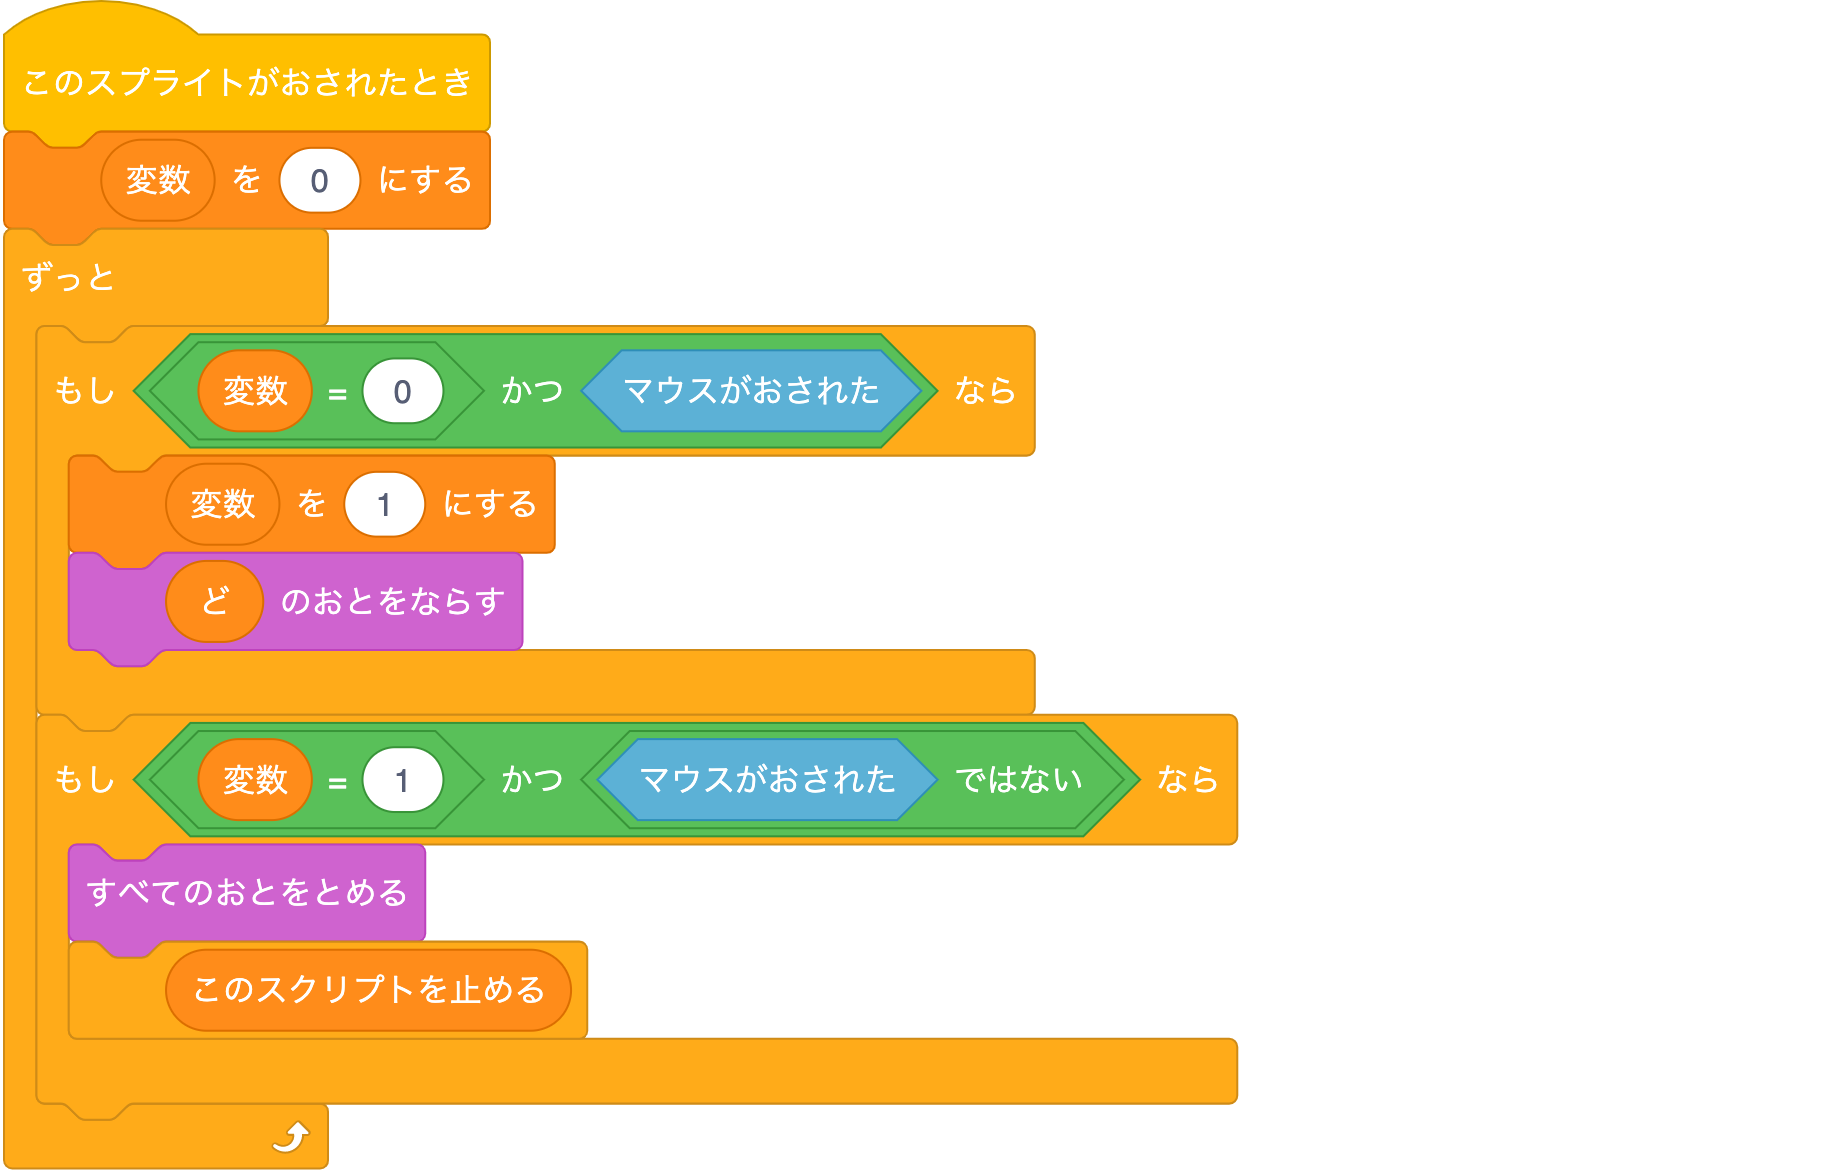 このスプライトがおされたとき
変数 を 0 にする
ずっと
もし 変数 = 0 かつ マウスがおされた なら
変数 を 1 にする
ど のおとをならす
もし 変数 = 1 かつ マウスがおされた ではない なら
すべてのおとをとめる
このスクリプトを止める